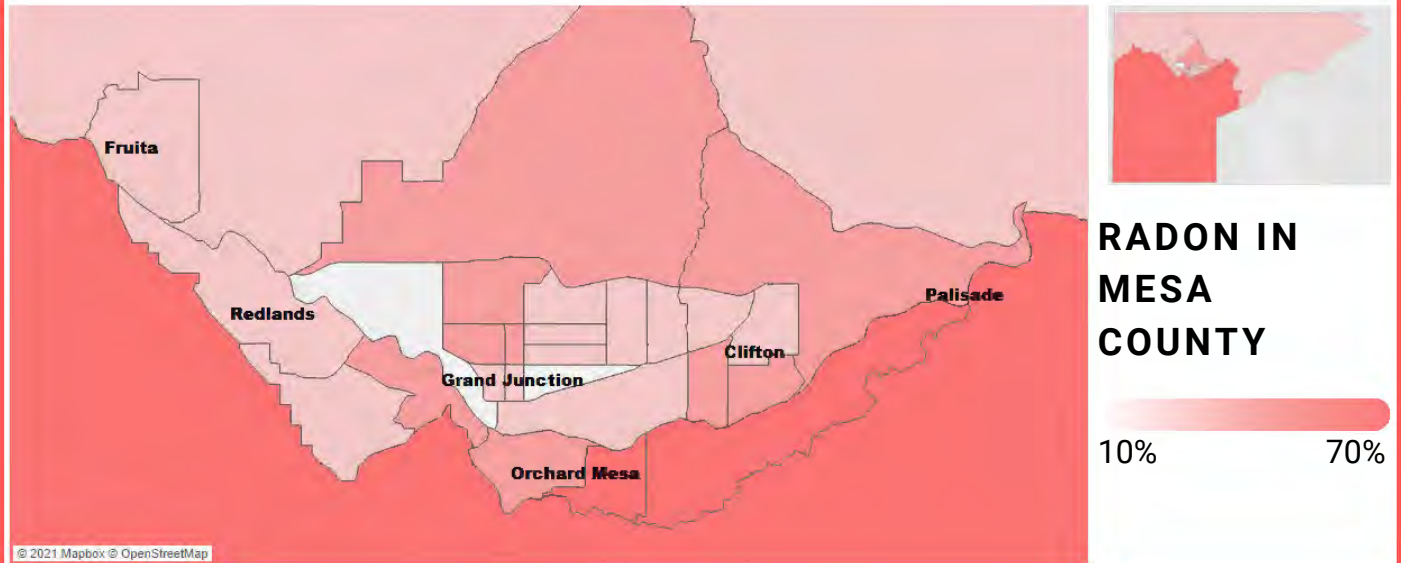 Fruita
Redlands
Palisade
Clifton
Grand Junction
Orchard Mesa
© 2021 Mapbox © OpenStreetMap
RADON IN
MESA
COUNTY
10% 70%